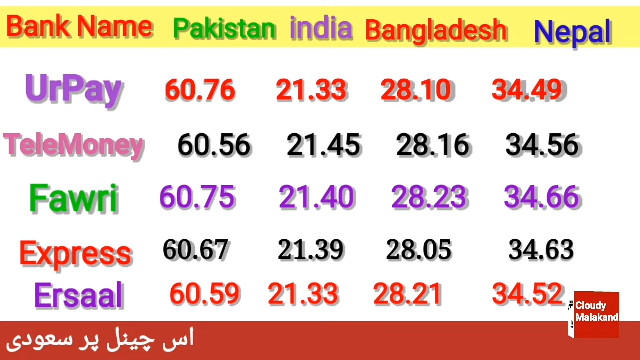 Bank Name Pakistan india Bangladesh Nepal
UrPay 60.76 21.33 28.10 34.49
TeleMoney 60.56 21.45 28.16 34.56
Fawri 60.75 21.40 28.23 34.66
Express 60.67 21.39 28.05 34.63
Ersaal 60.59 21.33 28.21 34.52
Cloudy
Malakand
اس چینل پر سعودی